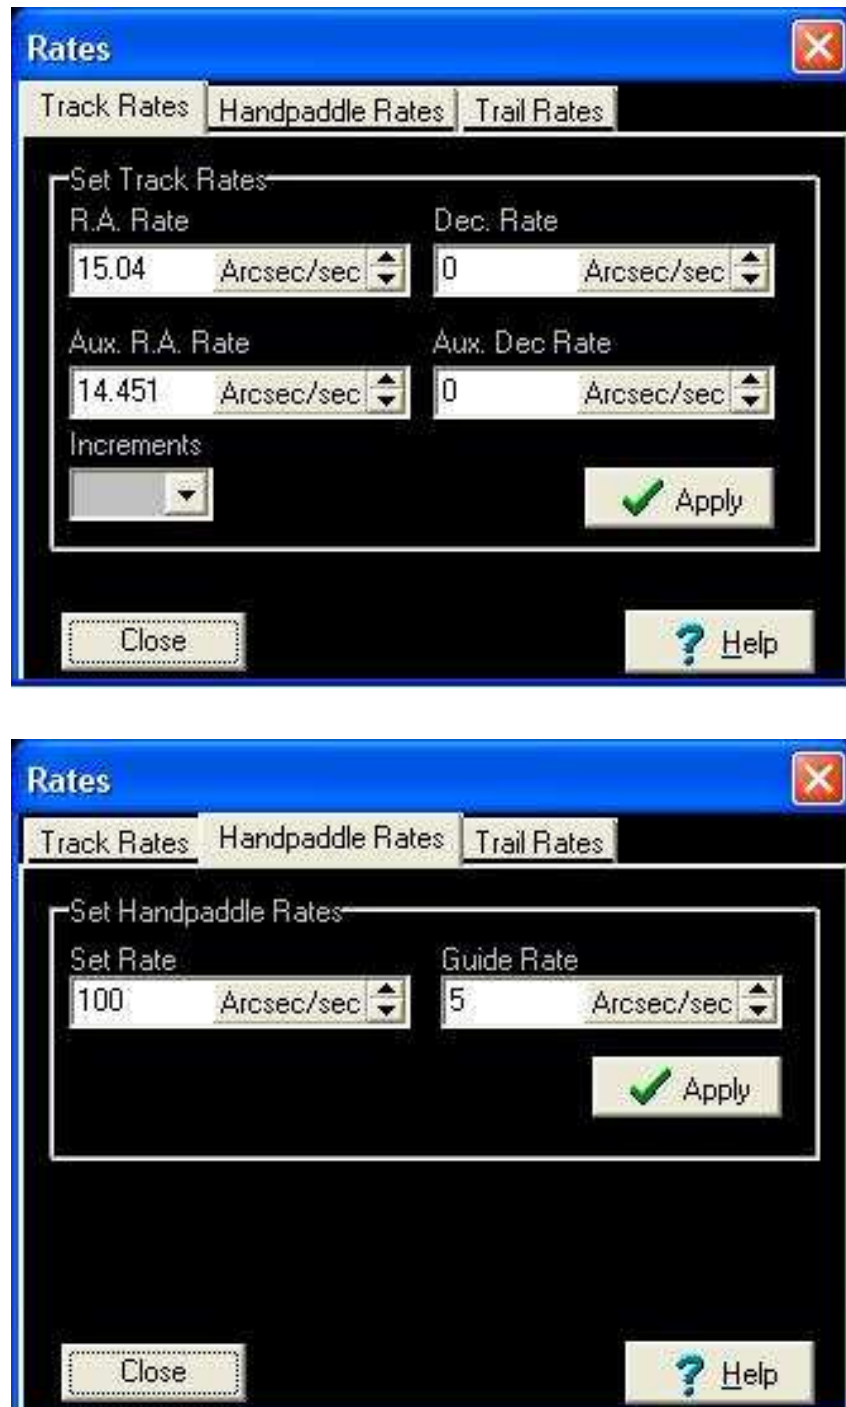 Rates
Track Rates Handpaddle Rates Trail Rates
Set Track Rates
R.A. Rate Dec. Rate
15.04 Arcsec/sec 0 Arcsec/sec
Aux. R.A. Rate Aux. Dec Rate
14.451 Arcsec/sec 0 Arcsec/sec
Increments
Apply
Close ? Help
Rates
Track Rates Handpaddle Rates Trail Rates
Set Handpaddle Rates
Set Rate Guide Rate
100 Arcsec/sec 5 Arcsec/sec
Apply
Close ? Help